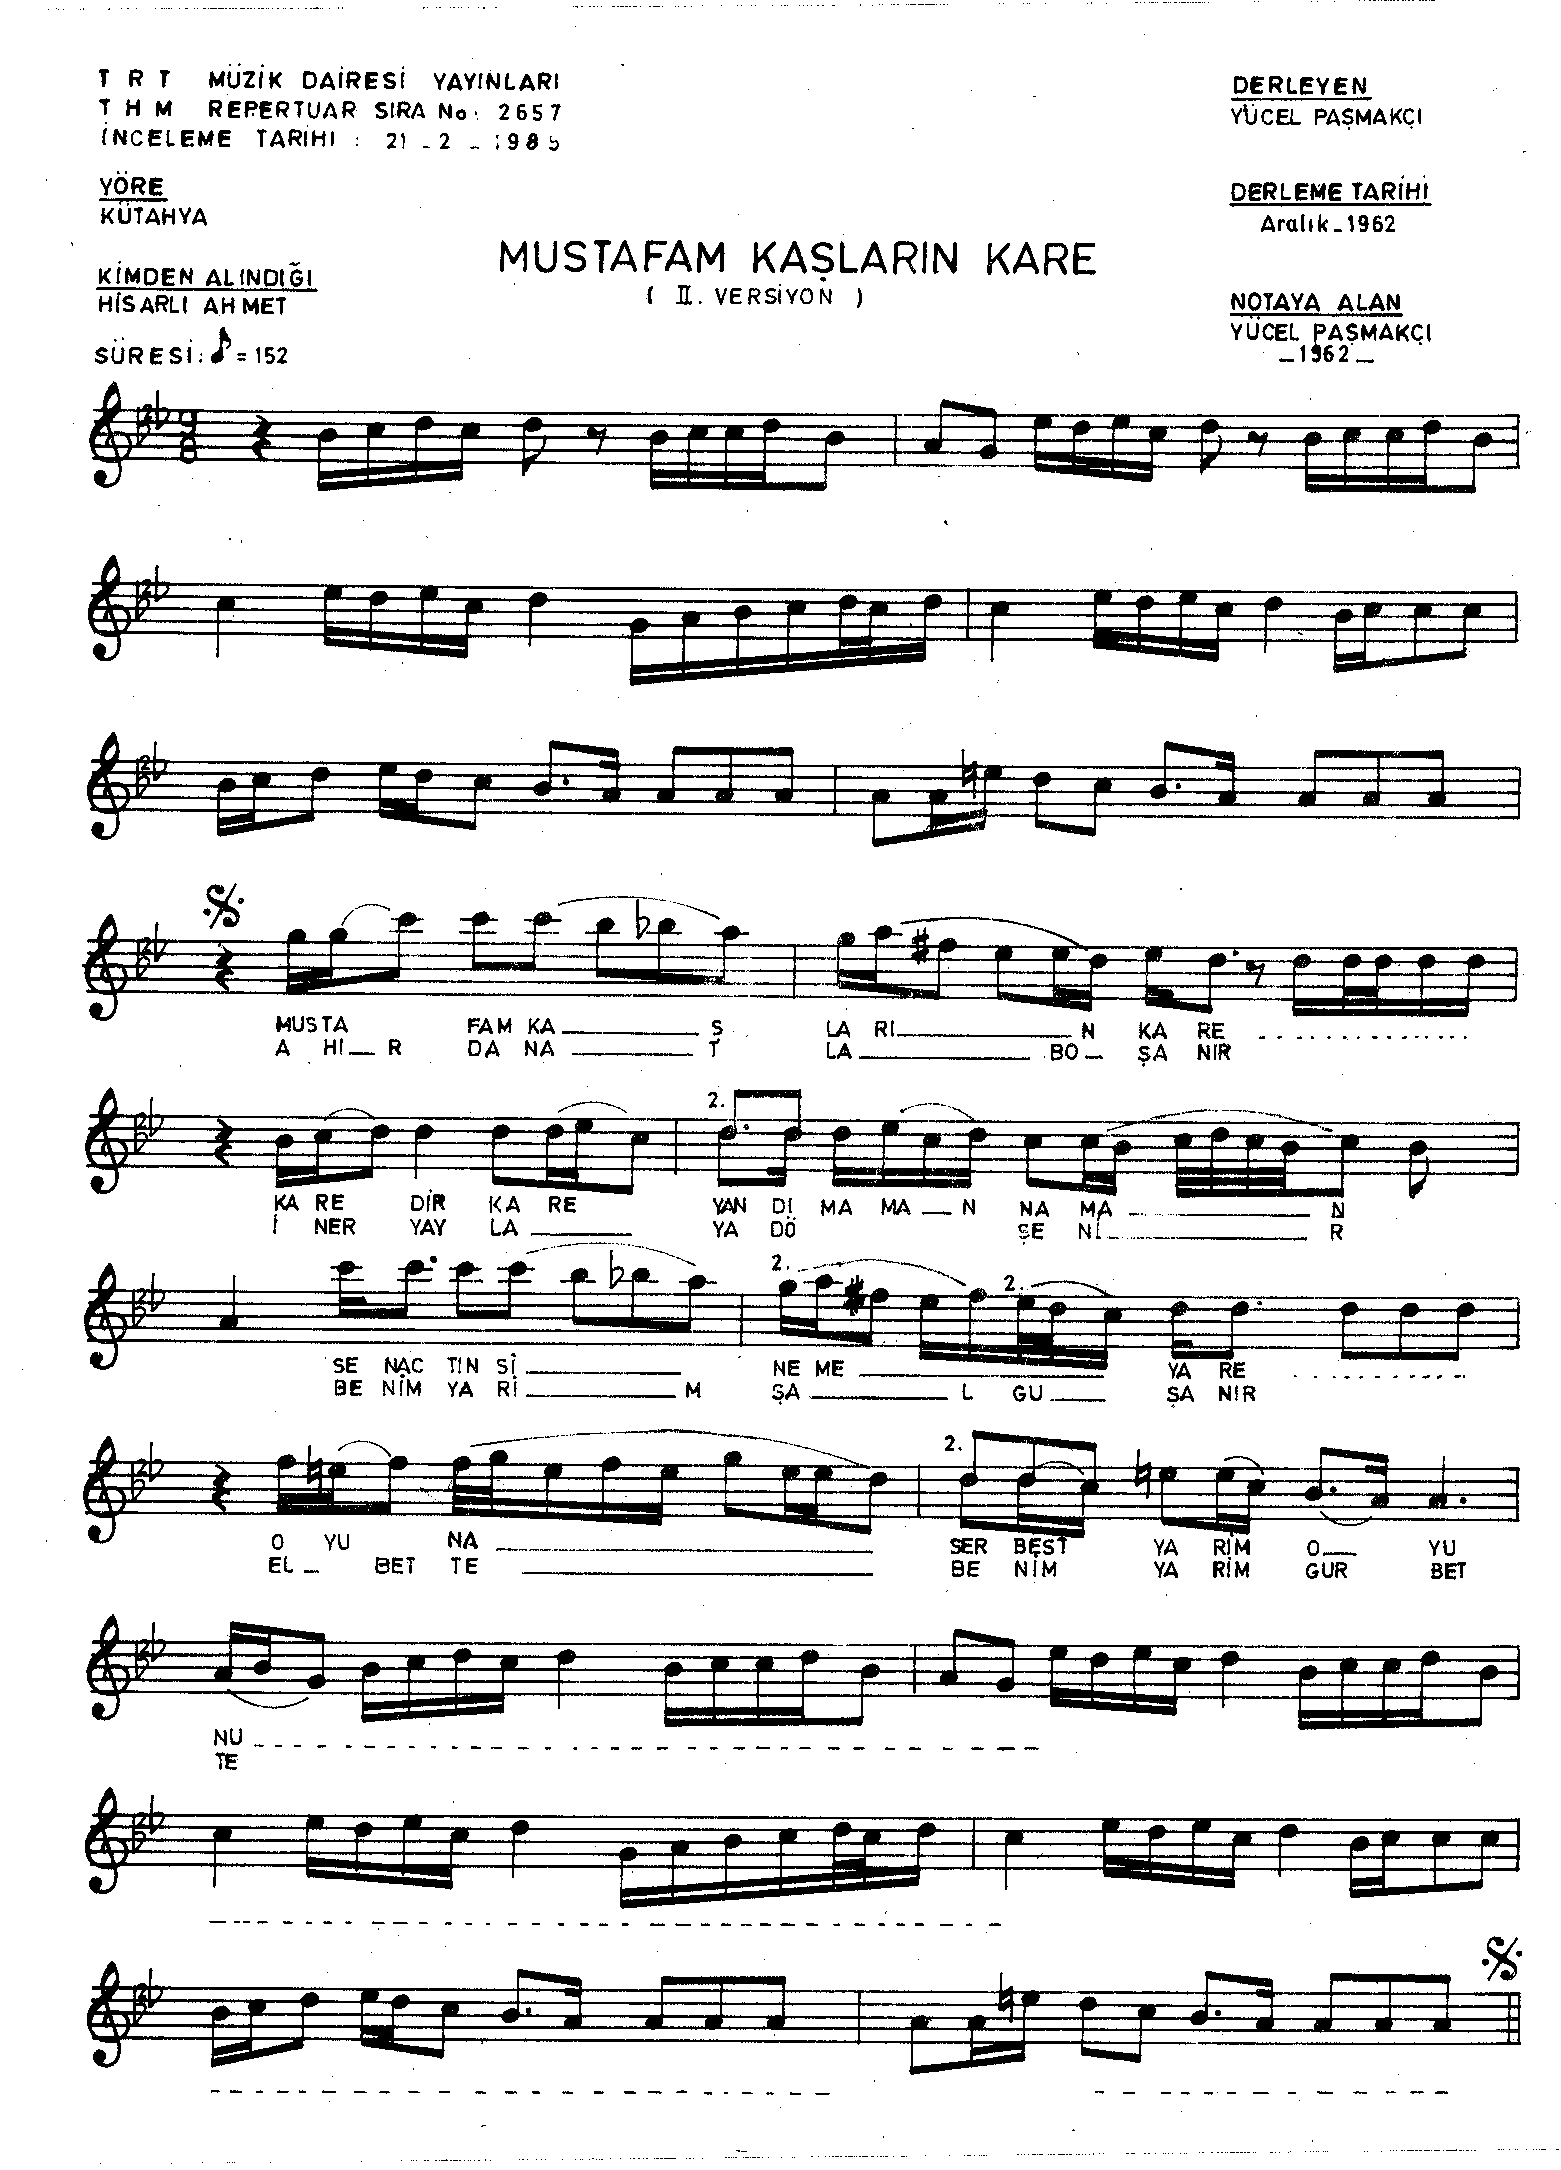 TRT MÜZİK DAİRESİ YAYINLARI
THM REPERTUAR SIRA No: 2657
İNCELEME TARİHİ : 21 - 2 - 1985
DERLEYEN
YÜCEL PAŞMAKÇI
YÖRE
KÜTAHYA
DERLEME TARİHİ
Aralık - 1962
MUSTAFAM KAŞLARIN KARE
( II. VERSİYON )
KİMDEN ALINDIĞI
HİSARLI AHMET
NOTAYA ALAN
YÜCEL PAŞMAKÇI
- 1962 -
SÜRESİ: ♪ = 152
MUSTA FAM KA S LA RI N KA RE
A HI R DA NA T LA BO ŞA NIR
2.
KA RE DİR KA RE YAN DI MA MA N NA MA N
İ NER YAY LA YA DÖ ŞE Nİ R
2. 2.
SE NAÇ TIN Sİ NE ME YA RE
BE NİM YA Rİ M ŞA L GU ŞA NIR
2.
O YU NA SER BEST YA RİM O YU
EL BET TE BE NİM YA RİM GUR BET
NU
TE